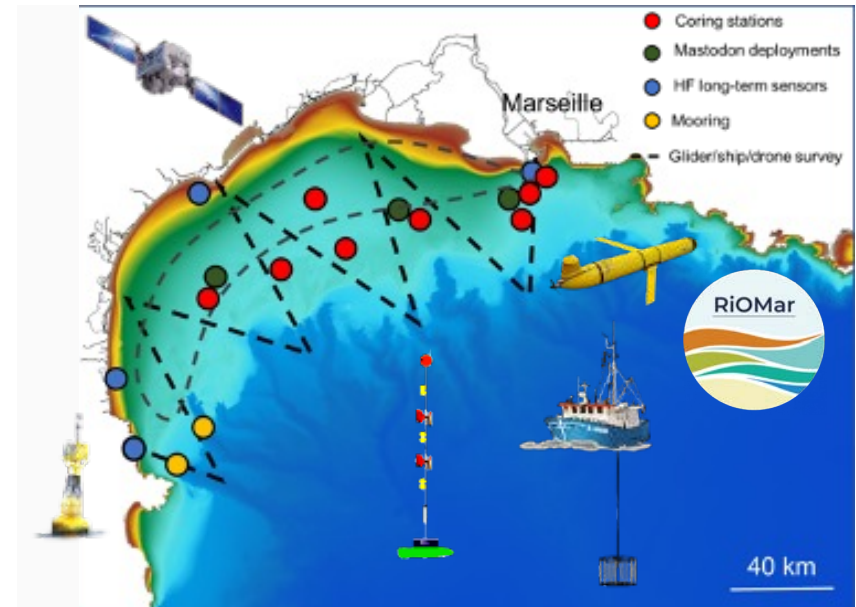 Coring stations
Mastodon deployments
HF long-term sensors
Mooring
Glider/ship/drone survey
Marseille
RiOMar
40 km